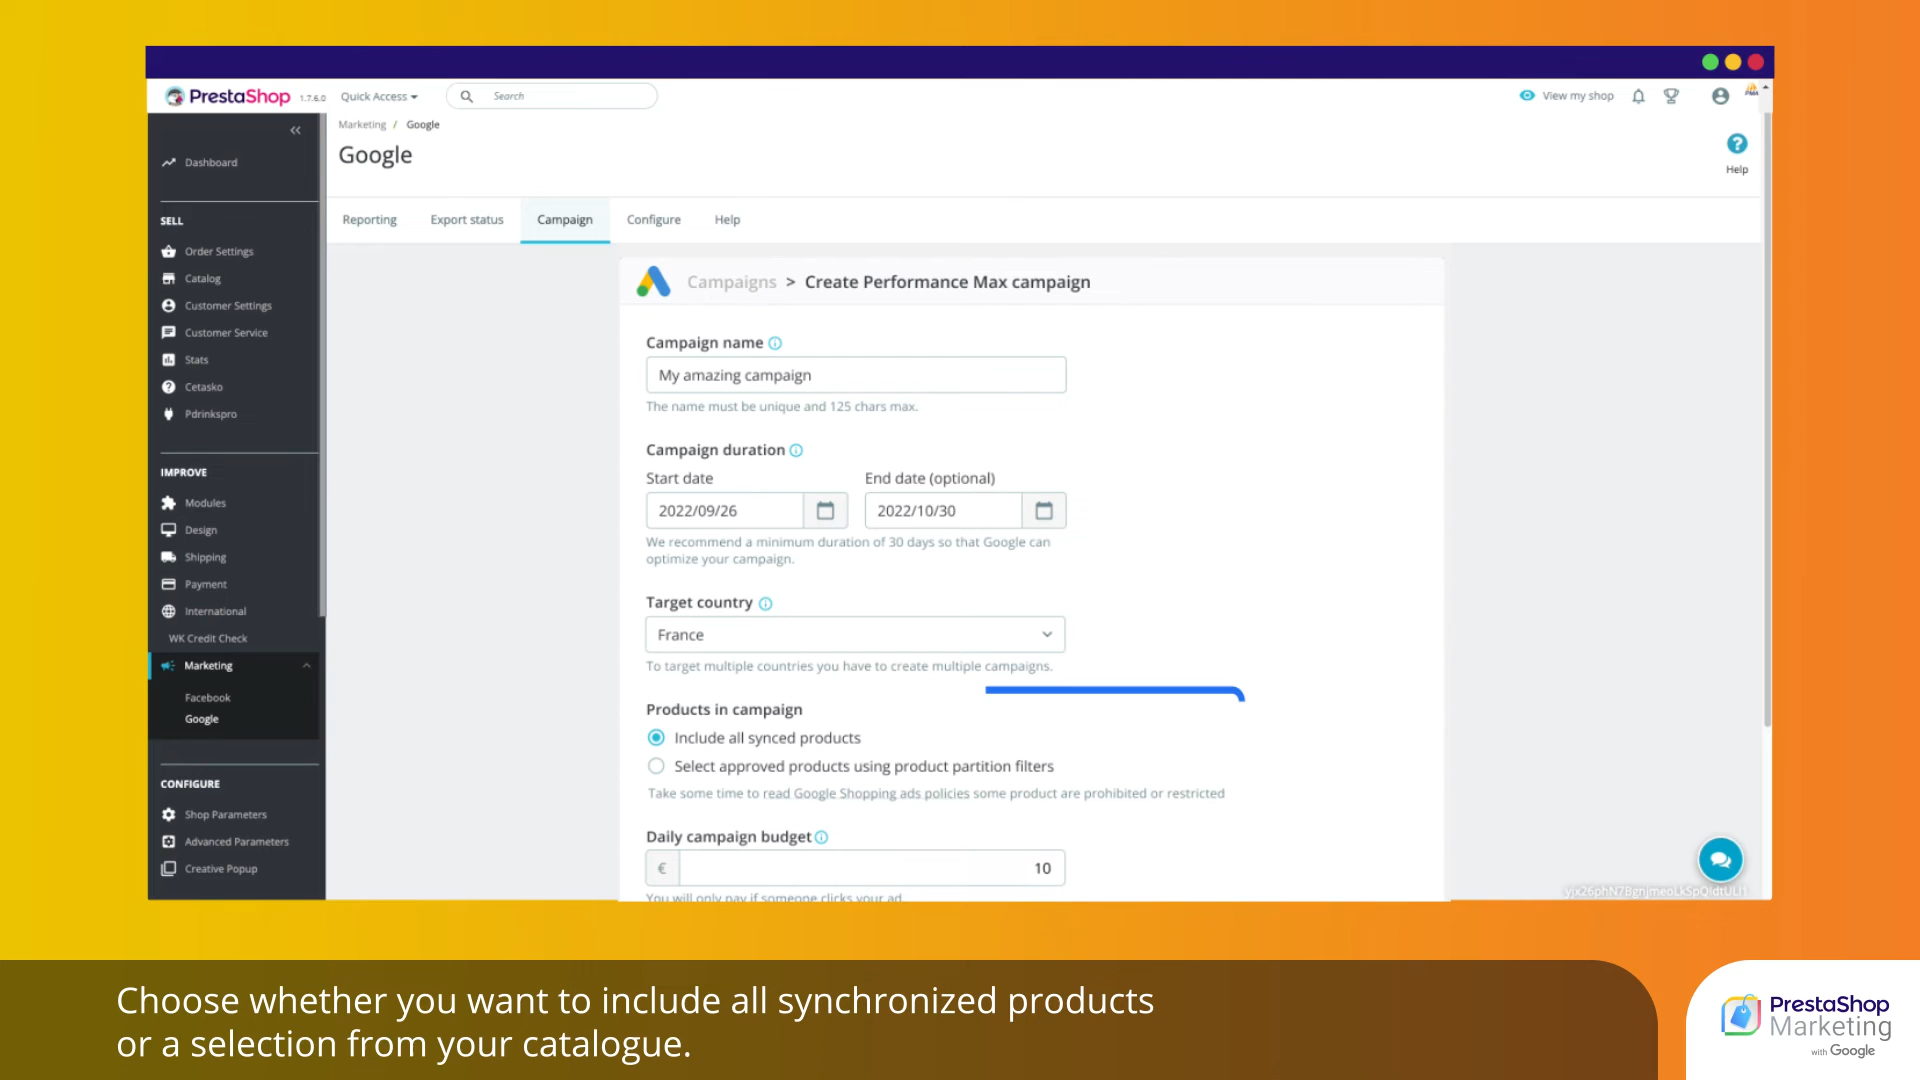 PrestaShop 1.7.6.0 Quick Access Search View my shop
Marketing / Google
Google
Help
Reporting Export status Campaign Configure Help
Dashboard
SELL
Order Settings
Catalog
Customer Settings
Customer Service
Stats
Cetasko
Pdrinkspro
IMPROVE
Modules
Design
Shipping
Payment
International
WK Credit Check
Marketing
Facebook
Google
CONFIGURE
Shop Parameters
Advanced Parameters
Creative Popup
Campaigns > Create Performance Max campaign
Campaign name
My amazing campaign
The name must be unique and 125 chars max.
Campaign duration
Start date End date (optional)
2022/09/26 2022/10/30
We recommend a minimum duration of 30 days so that Google can
optimize your campaign.
Target country
France
To target multiple countries you have to create multiple campaigns.
Products in campaign
Include all synced products
Select approved products using product partition filters
Take some time to read Google Shopping ads policies some product are prohibited or restricted
Daily campaign budget
€ 10
You will only pay if someone clicks your ad
Choose whether you want to include all synchronized products
or a selection from your catalogue.
PrestaShop
Marketing
with Google